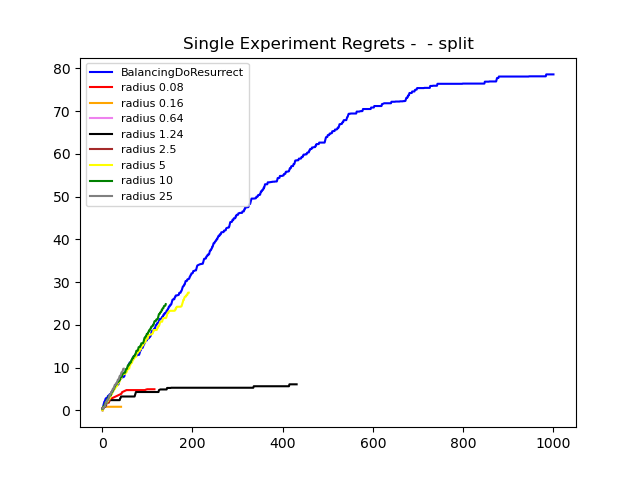 Single Experiment Regrets -  - split
BalancingDoResurrect
radius 0.08
radius 0.16
radius 0.64
radius 1.24
radius 2.5
radius 5
radius 10
radius 25
80
70
60
50
40
30
20
10
0
0 200 400 600 800 1000